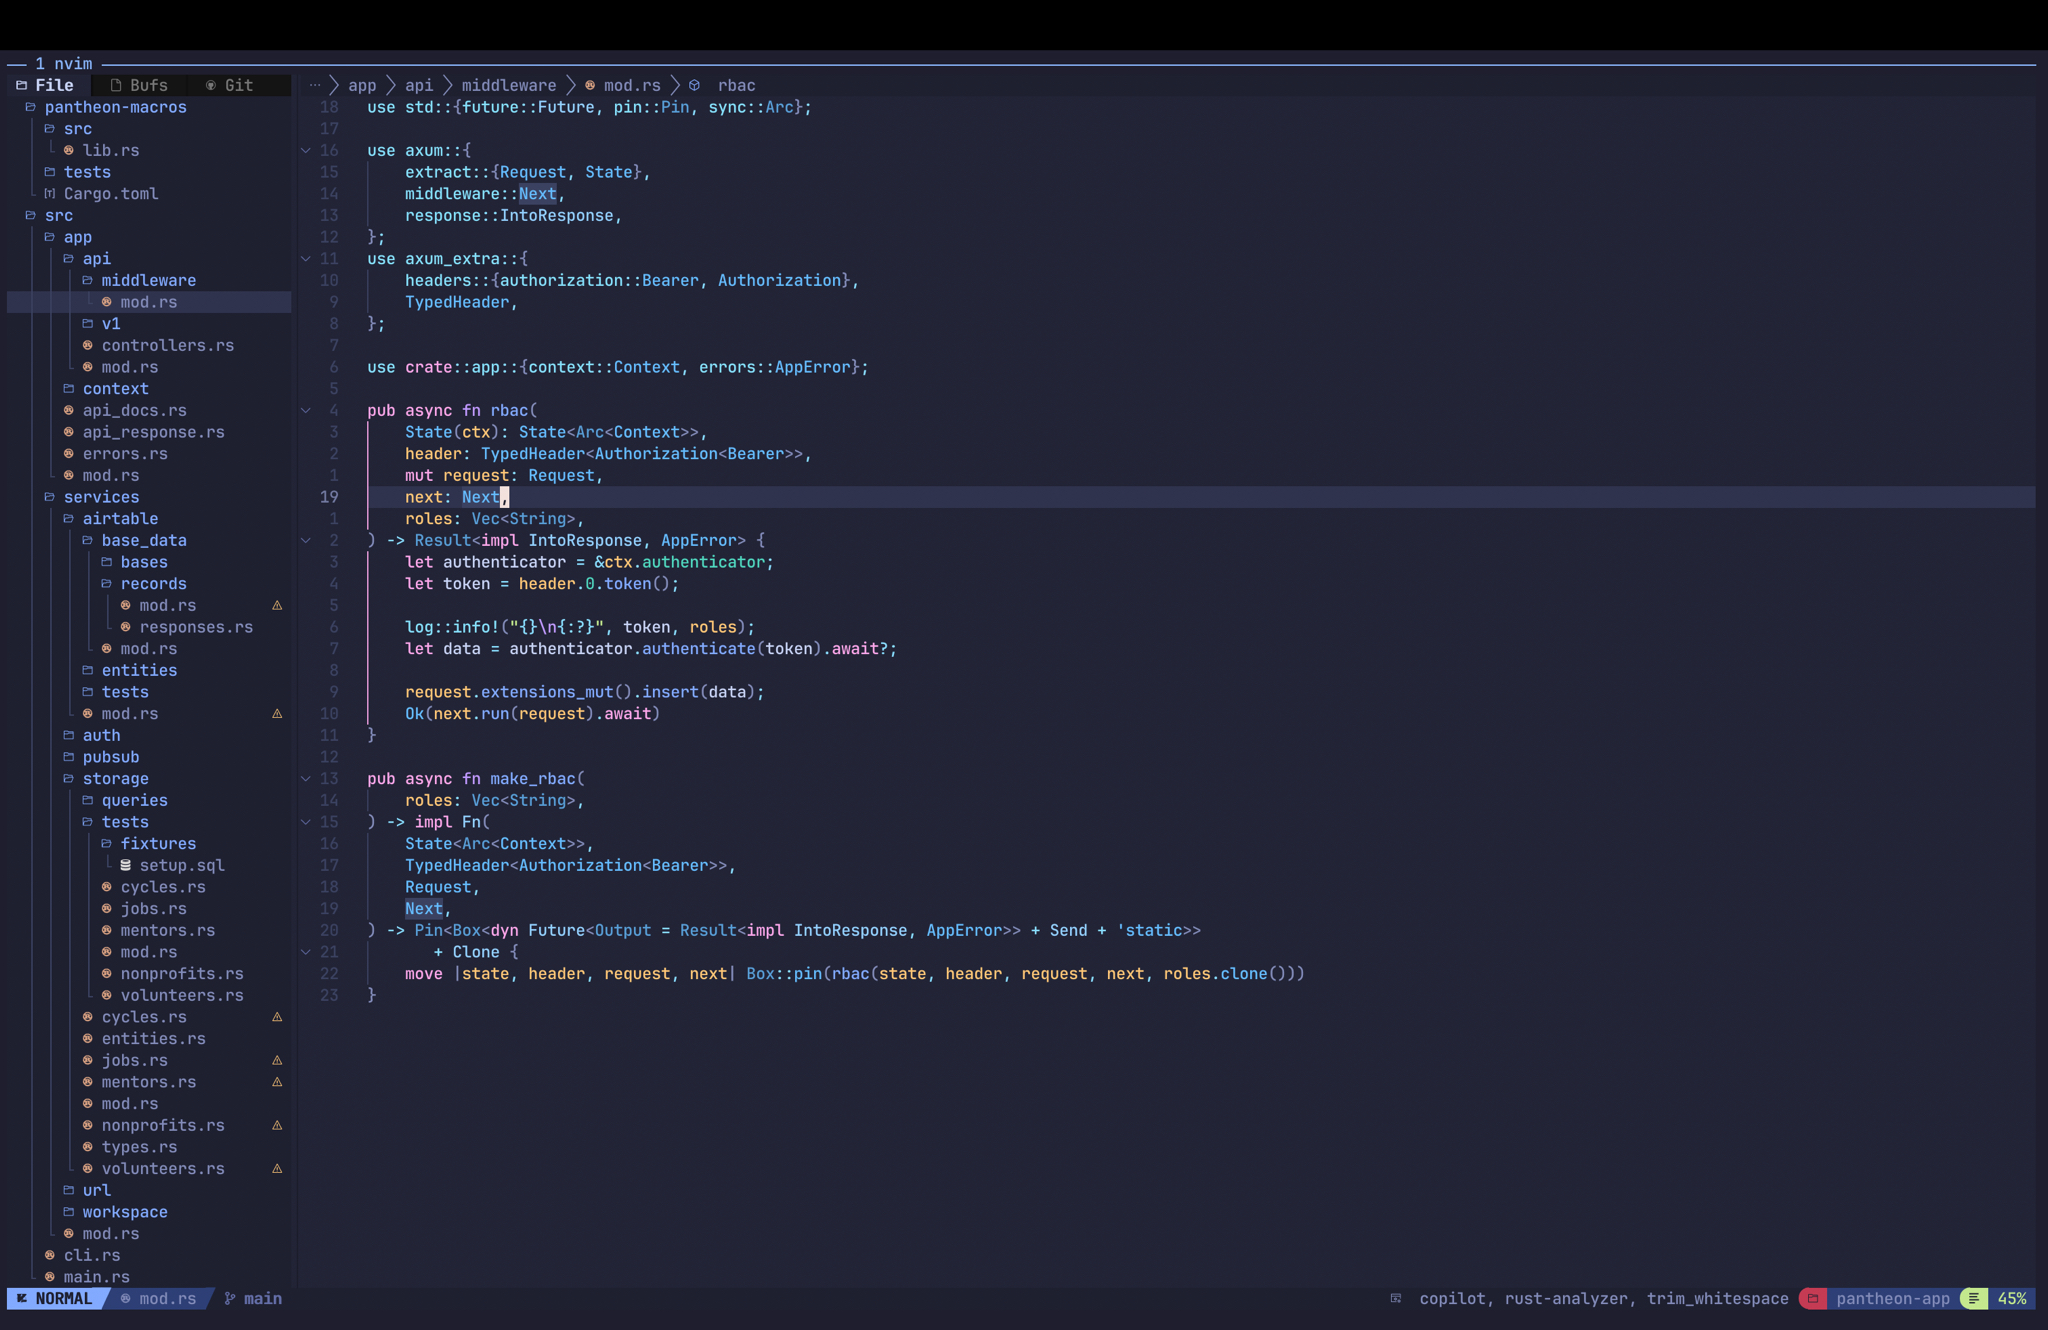 1 nvim
File Bufs Git
pantheon-macros
src
lib.rs
tests
Cargo.toml
src
app
api
middleware
mod.rs
v1
controllers.rs
mod.rs
context
api_docs.rs
api_response.rs
errors.rs
mod.rs
services
airtable
base_data
bases
records
mod.rs
responses.rs
mod.rs
entities
tests
mod.rs
auth
pubsub
storage
queries
tests
fixtures
setup.sql
cycles.rs
jobs.rs
mentors.rs
mod.rs
nonprofits.rs
volunteers.rs
cycles.rs
entities.rs
jobs.rs
mentors.rs
mod.rs
nonprofits.rs
types.rs
volunteers.rs
url
workspace
mod.rs
cli.rs
main.rs
··· > app > api > middleware > mod.rs > rbac
18 use std::{future::Future, pin::Pin, sync::Arc};
17
16 use axum::{
15     extract::{Request, State},
14     middleware::Next,
13     response::IntoResponse,
12 };
11 use axum_extra::{
10     headers::{authorization::Bearer, Authorization},
9     TypedHeader,
8 };
7
6 use crate::app::{context::Context, errors::AppError};
5
4 pub async fn rbac(
3     State(ctx): State<Arc<Context>>,
2     header: TypedHeader<Authorization<Bearer>>,
1     mut request: Request,
19     next: Next,
1     roles: Vec<String>,
2 ) -> Result<impl IntoResponse, AppError> {
3     let authenticator = &ctx.authenticator;
4     let token = header.0.token();
5
6     log::info!("{}\n{:?}", token, roles);
7     let data = authenticator.authenticate(token).await?;
8
9     request.extensions_mut().insert(data);
10     Ok(next.run(request).await)
11 }
12
13 pub async fn make_rbac(
14     roles: Vec<String>,
15 ) -> impl Fn(
16     State<Arc<Context>>,
17     TypedHeader<Authorization<Bearer>>,
18     Request,
19     Next,
20 ) -> Pin<Box<dyn Future<Output = Result<impl IntoResponse, AppError>> + Send + 'static>>
21        + Clone {
22     move |state, header, request, next| Box::pin(rbac(state, header, request, next, roles.clone()))
23 }
NORMAL mod.rs main copilot, rust-analyzer, trim_whitespace pantheon-app 45%